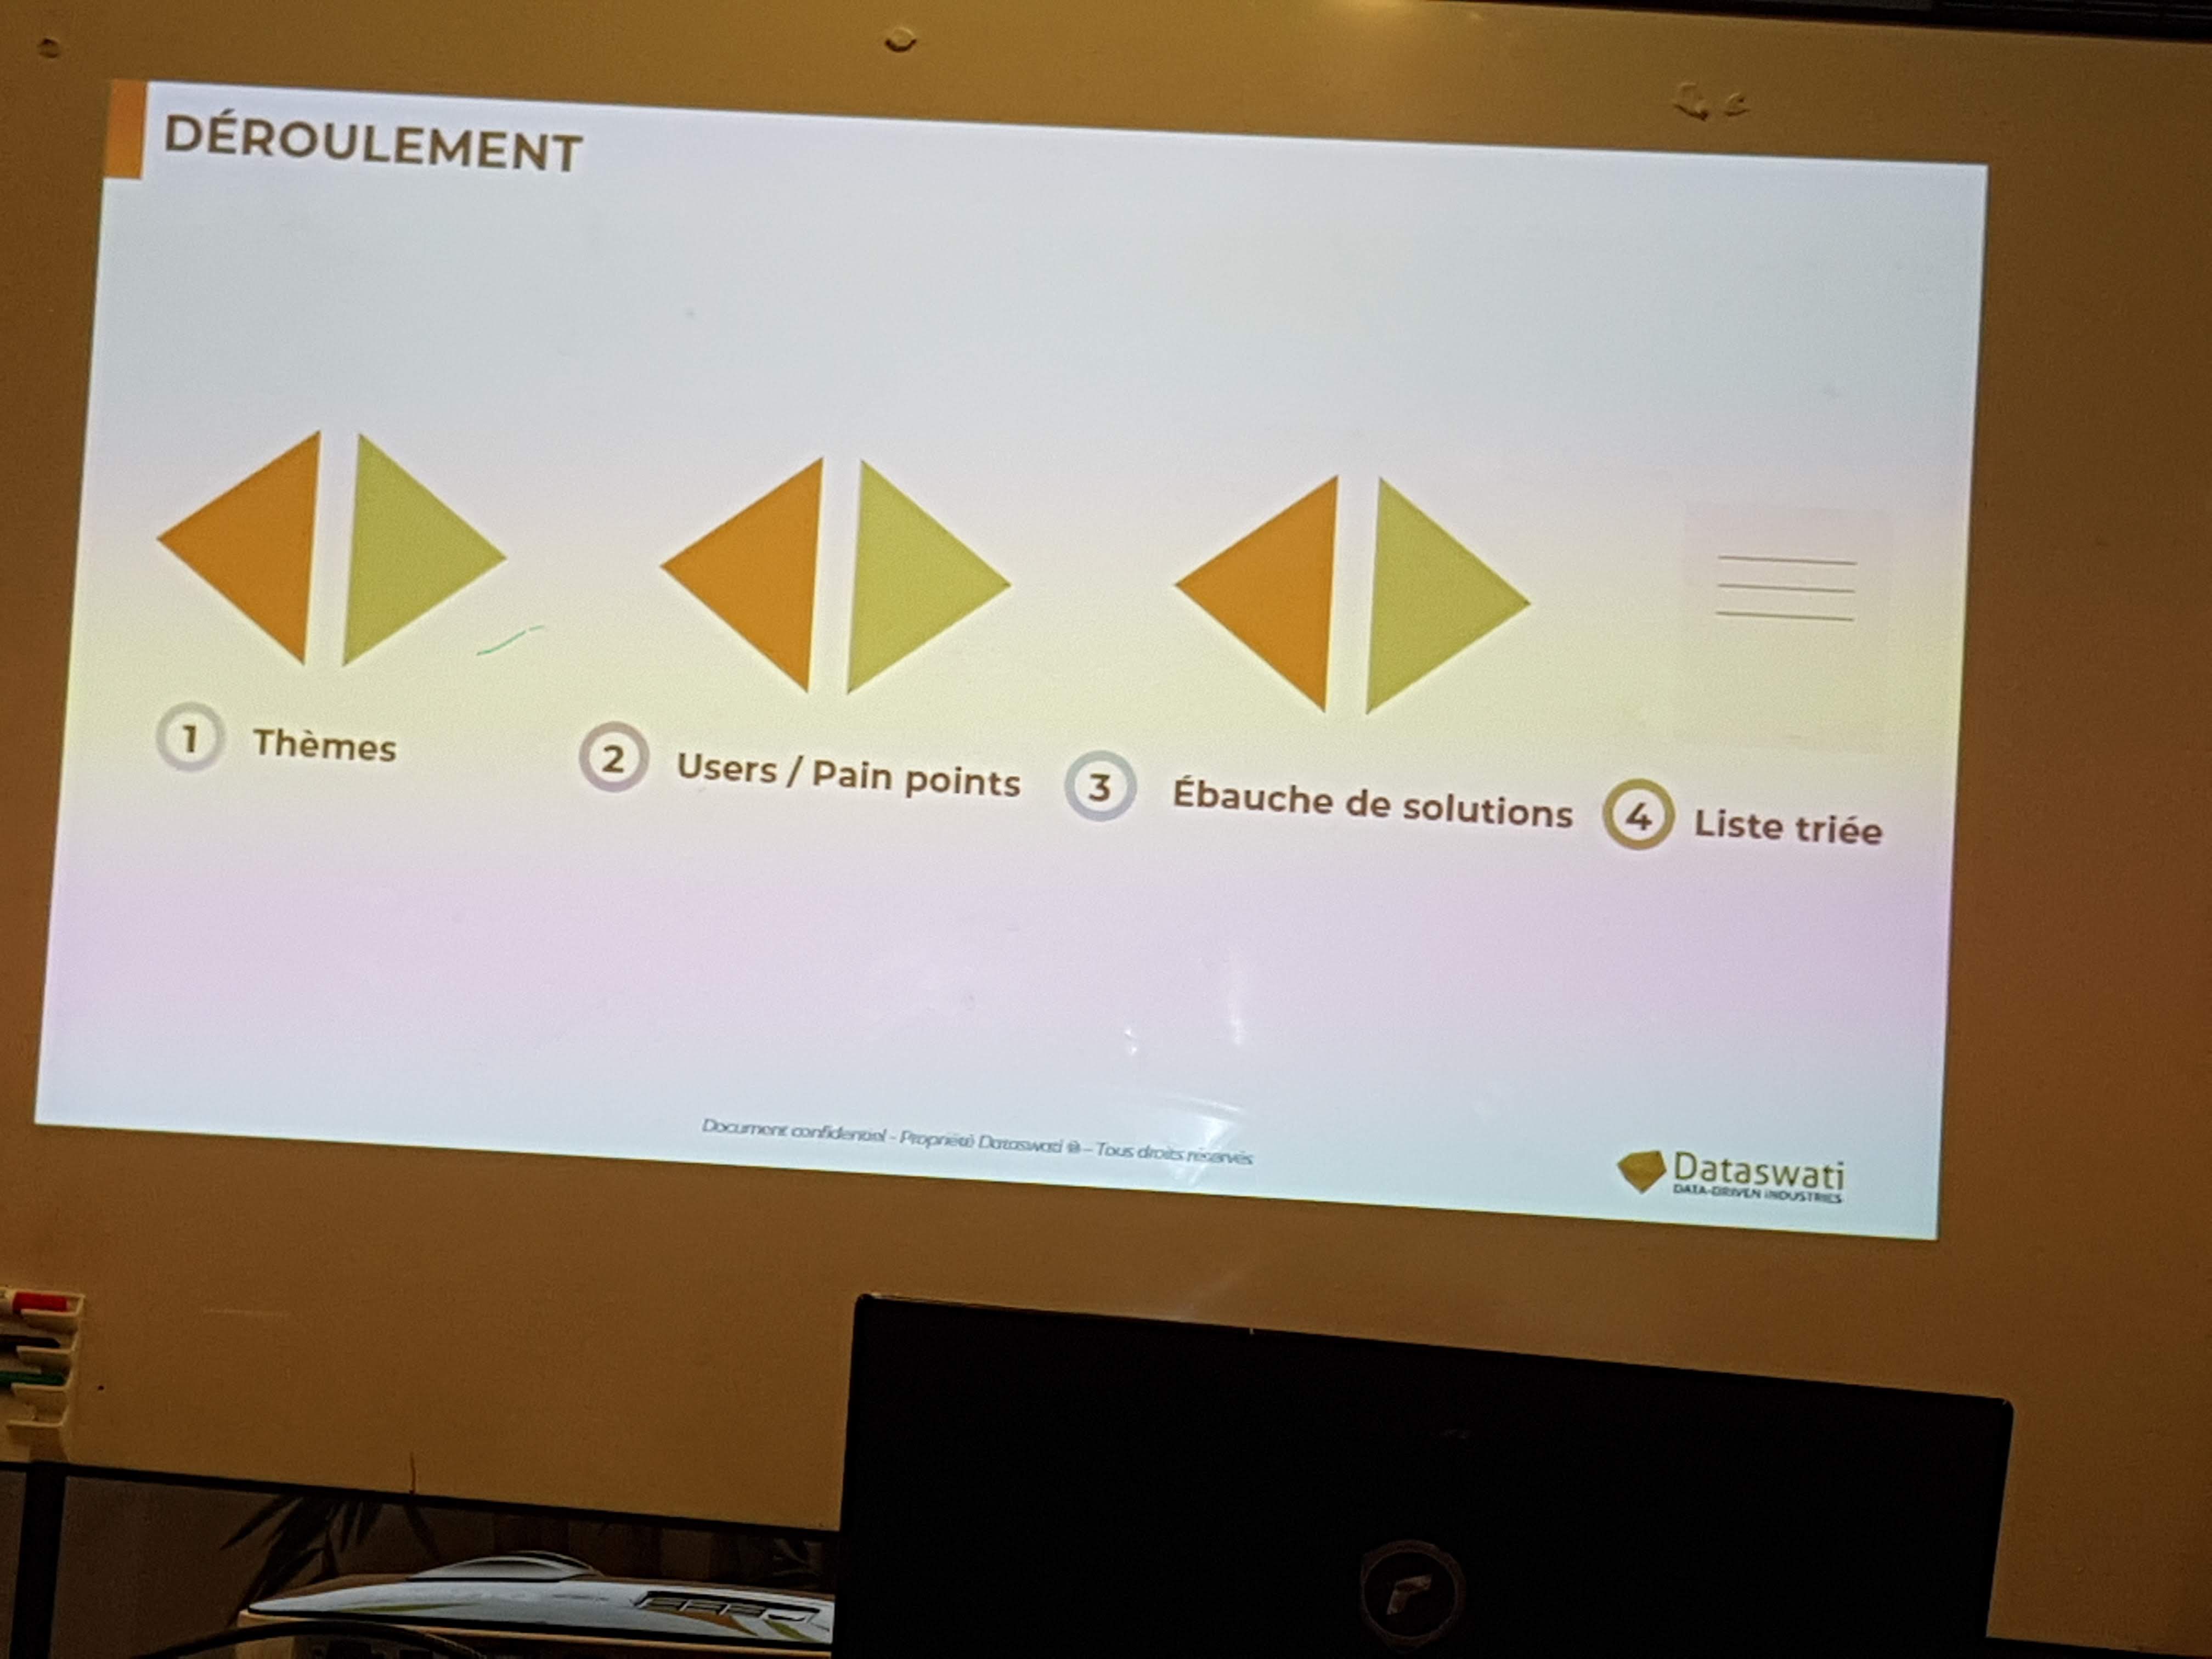 DÉROULEMENT
1 Thèmes
2 Users / Pain points
3 Ébauche de solutions
4 Liste triée
Document confidentiel - Propriété Dataswati ® – Tous droits réservés
Dataswati
DATA-DRIVEN INDUSTRIES